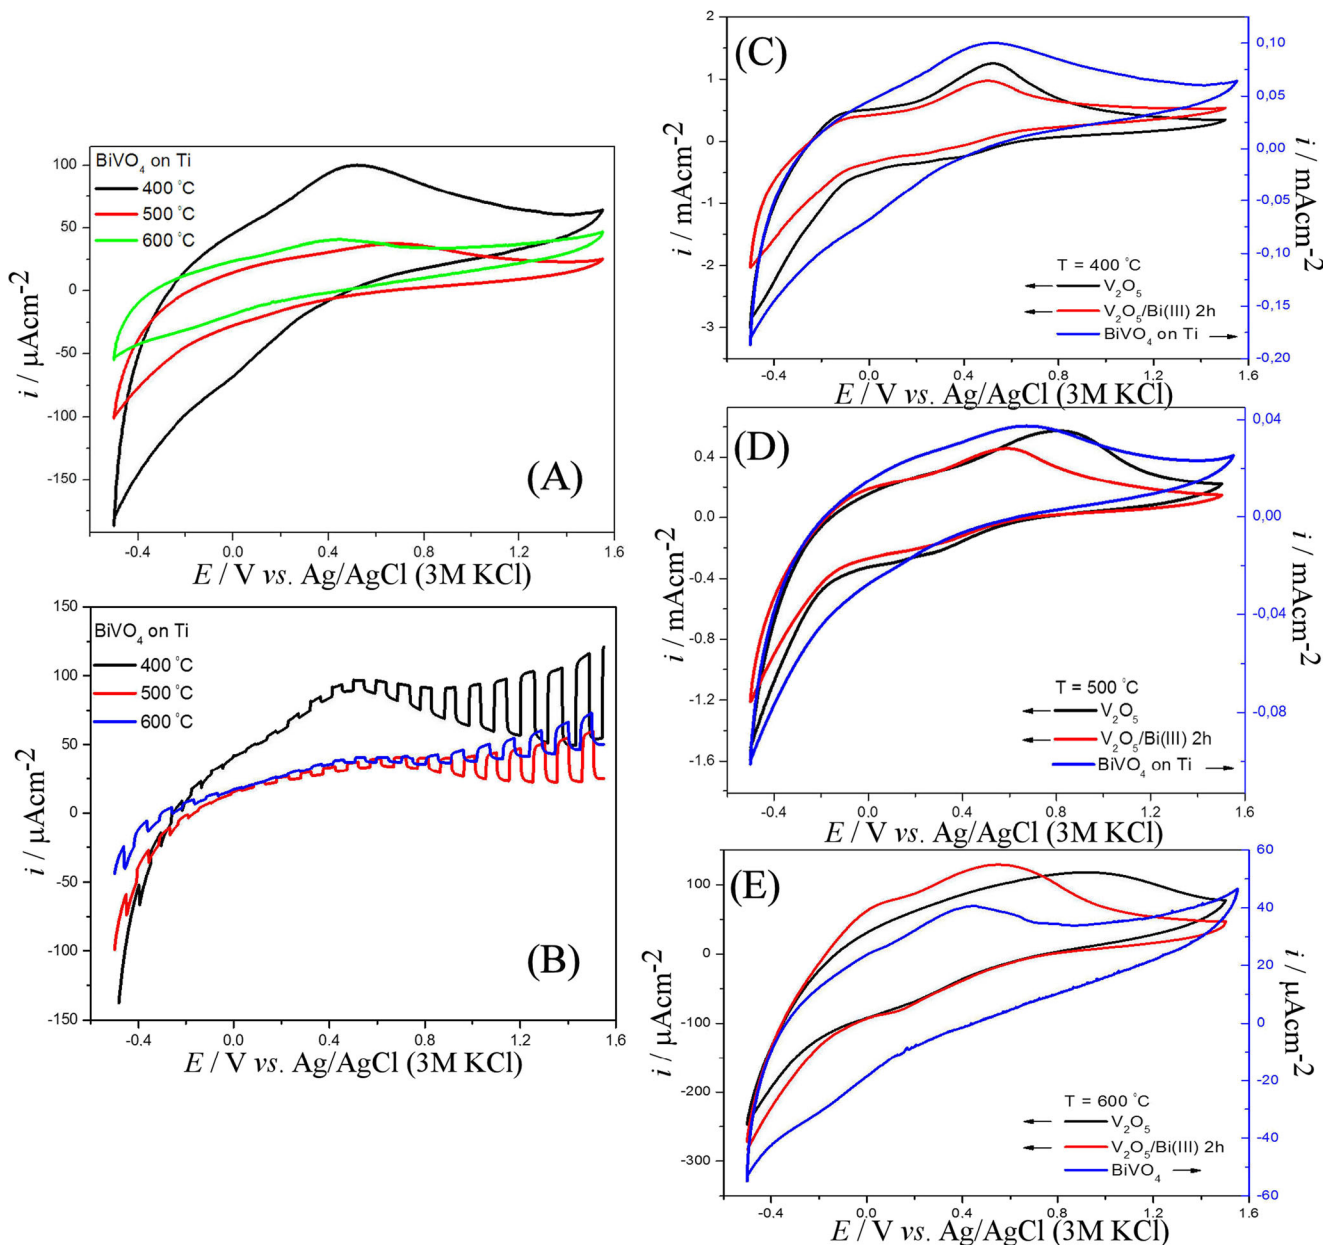 BiVO4 on Ti
400 °C
500 °C
600 °C
100
50
0
-50
-100
-150
i / µAcm-2
(A)
-0.4
0.0
0.4
0.8
1.2
1.6
E / V vs. Ag/AgCl (3M KCl)
150
100
50
0
-50
-100
-150
i / µAcm-2
BiVO4 on Ti
400 °C
500 °C
600 °C
(B)
-0.4
0.0
0.4
0.8
1.2
1.6
E / V vs. Ag/AgCl (3M KCl)
(C)
2
1
0
-1
-2
-3
i / mAcm-2
0,10
0,05
0,00
-0,05
-0,10
-0,15
-0,20
i / mAcm-2
T = 400 °C
V2O5
V2O5/Bi(III) 2h
BiVO4 on Ti
-0.4
0.0
0.4
0.8
1.2
1.6
E / V vs. Ag/AgCl (3M KCl)
(D)
0.4
0.0
-0.4
-0.8
-1.2
-1.6
i / mAcm-2
0,04
0,00
-0,04
-0,08
i / mAcm-2
T = 500 °C
V2O5
V2O5/Bi(III) 2h
BiVO4 on Ti
-0.4
0.0
0.4
0.8
1.2
1.6
E / V vs. Ag/AgCl (3M KCl)
(E)
100
0
-100
-200
-300
i / µAcm-2
60
40
20
0
-20
-40
-60
i / µAcm-2
T = 600 °C
V2O5
V2O5/Bi(III) 2h
BiVO4
-0.4
0.0
0.4
0.8
1.2
1.6
E / V vs. Ag/AgCl (3M KCl)